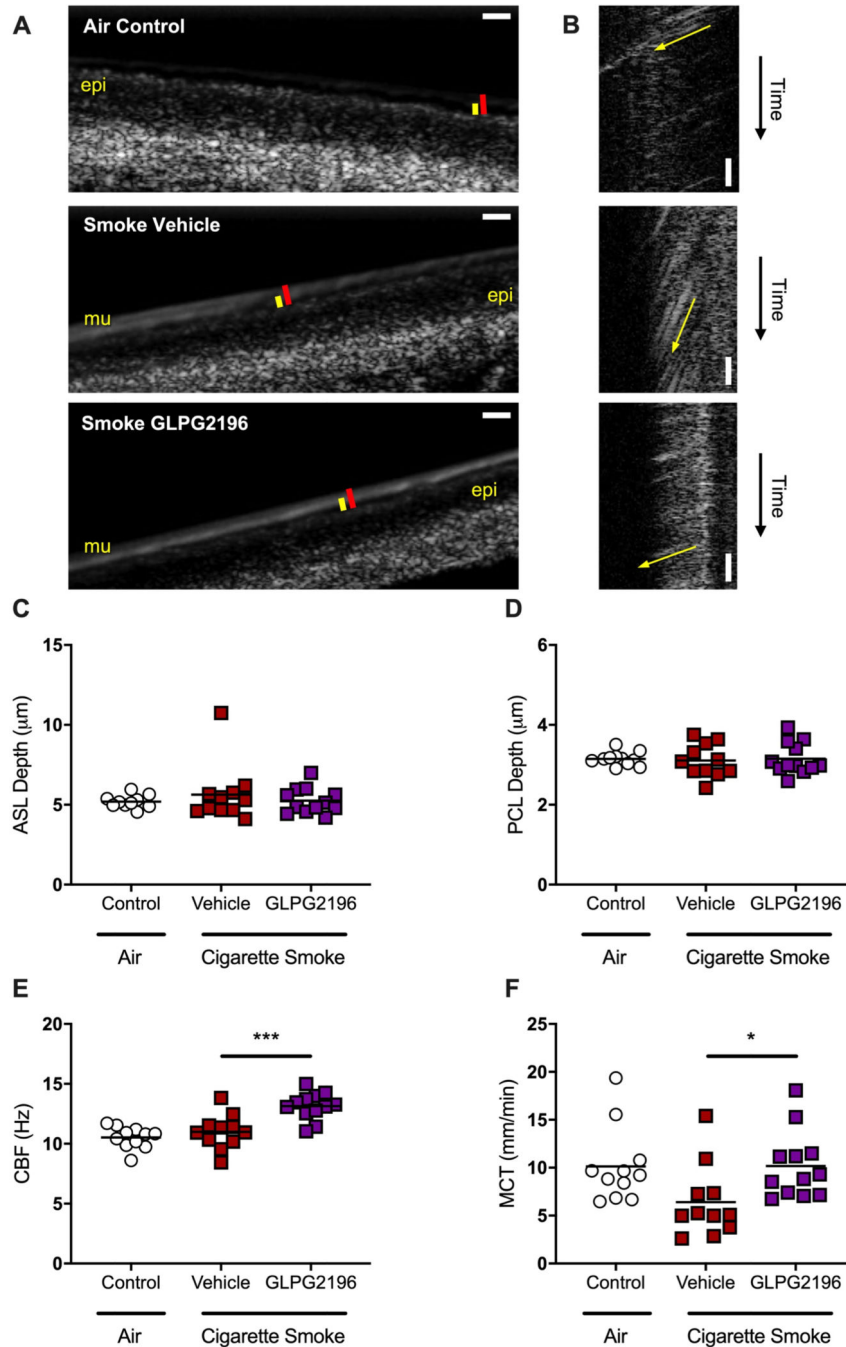 A
Air Control
epi
B
Time
Smoke Vehicle
mu
epi
Time
Smoke GLPG2196
mu
epi
Time
C
15
10
5
0
ASL Depth (μm)
Control
Vehicle
GLPG2196
Air
Cigarette Smoke
D
6
4
2
0
PCL Depth (μm)
Control
Vehicle
GLPG2196
Air
Cigarette Smoke
E
20
15
10
5
0
CBF (Hz)
***
Control
Vehicle
GLPG2196
Air
Cigarette Smoke
F
25
20
15
10
5
0
MCT (mm/min)
*
Control
Vehicle
GLPG2196
Air
Cigarette Smoke